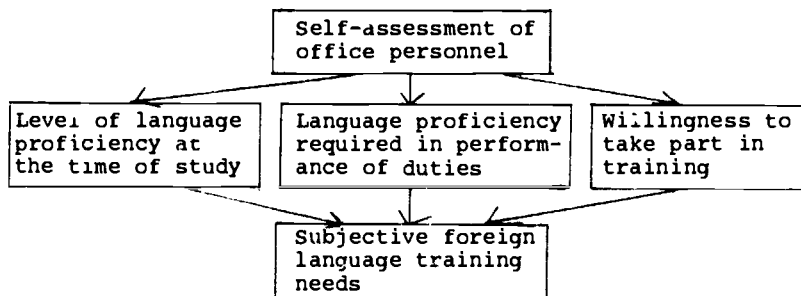 Self-assessment of
office personnel
Level of language
proficiency at
the time of study
Language proficiency
required in perform-
ance of duties
Willingness to
take part in
training
Subjective foreign
language training
needs